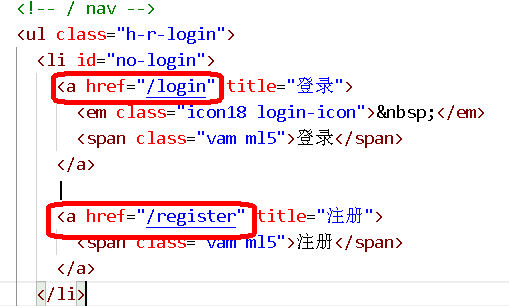 <!-- / nav -->
<ul class="h-r-login">
<li id="no-login">
<a href="/login" title="登录">
<em class="icon18 login-icon">&nbsp;</em>
<span class="vam ml5">登录</span>
</a>
|
<a href="/register" title="注册">
<span class="vam ml5">注册</span>
</a>
</li>